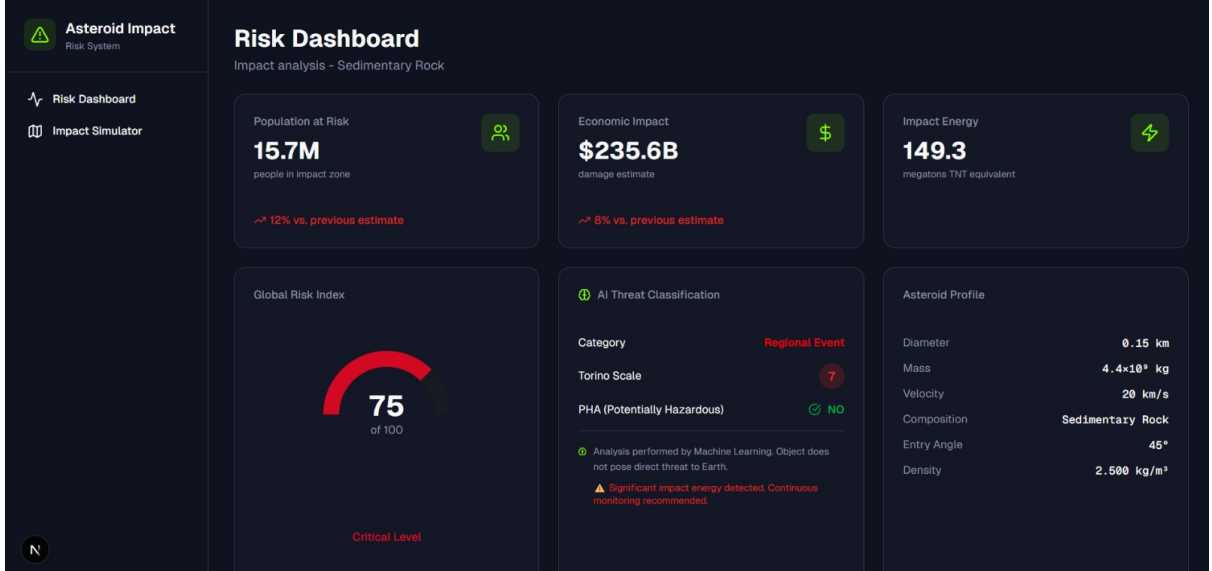 Asteroid Impact
Risk System
Risk Dashboard
Impact Simulator
Risk Dashboard
Impact analysis - Sedimentary Rock
Population at Risk
15.7M
people in impact zone
12% vs. previous estimate
Economic Impact
$
$235.6B
damage estimate
8% vs. previous estimate
Impact Energy
149.3
megatons TNT equivalent
Global Risk Index
75
of 100
Critical Level
AI Threat Classification
Category Regional Event
Torino Scale 7
PHA (Potentially Hazardous) NO
Analysis performed by Machine Learning. Object does
not pose direct threat to Earth.
Significant impact energy detected. Continuous
monitoring recommended.
Asteroid Profile
Diameter 0.15 km
Mass 4.4×10⁹ kg
Velocity 20 km/s
Composition Sedimentary Rock
Entry Angle 45°
Density 2.500 kg/m³
N